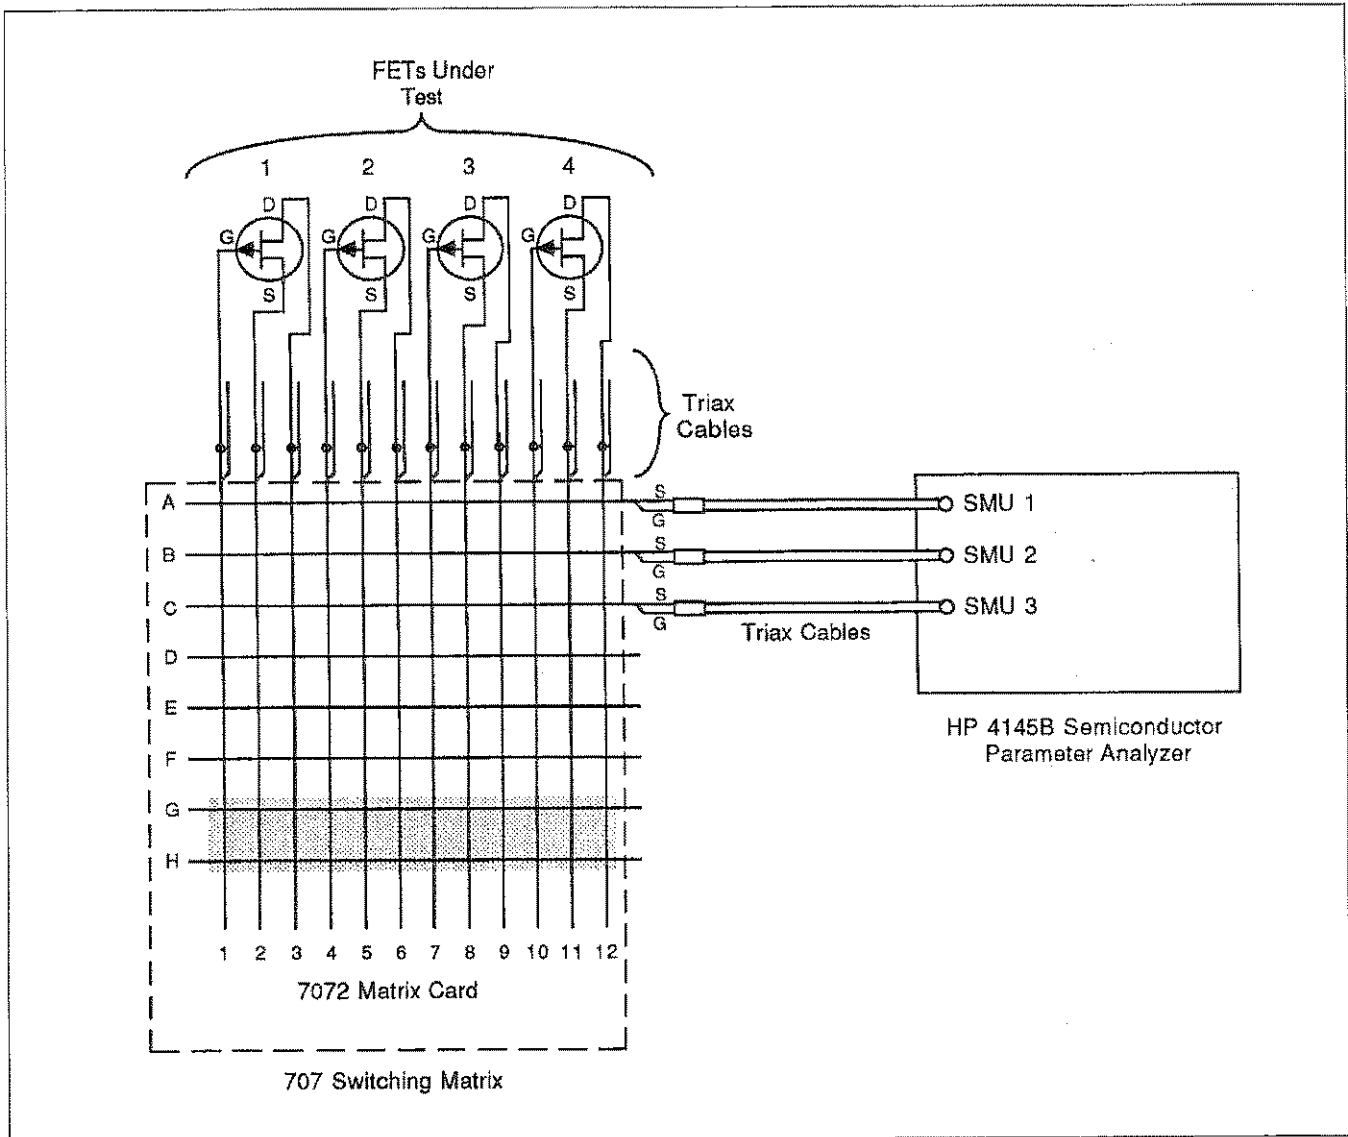 FETs Under
Test
1 2 3 4
D D D D
G G G G
S S S S
Triax
Cables
A
S
G
SMU 1
B
S
G
SMU 2
C
S
G
SMU 3
Triax Cables
D
E
F
G
H
HP 4145B Semiconductor
Parameter Analyzer
1 2 3 4 5 6 7 8 9 10 11 12
7072 Matrix Card
707 Switching Matrix